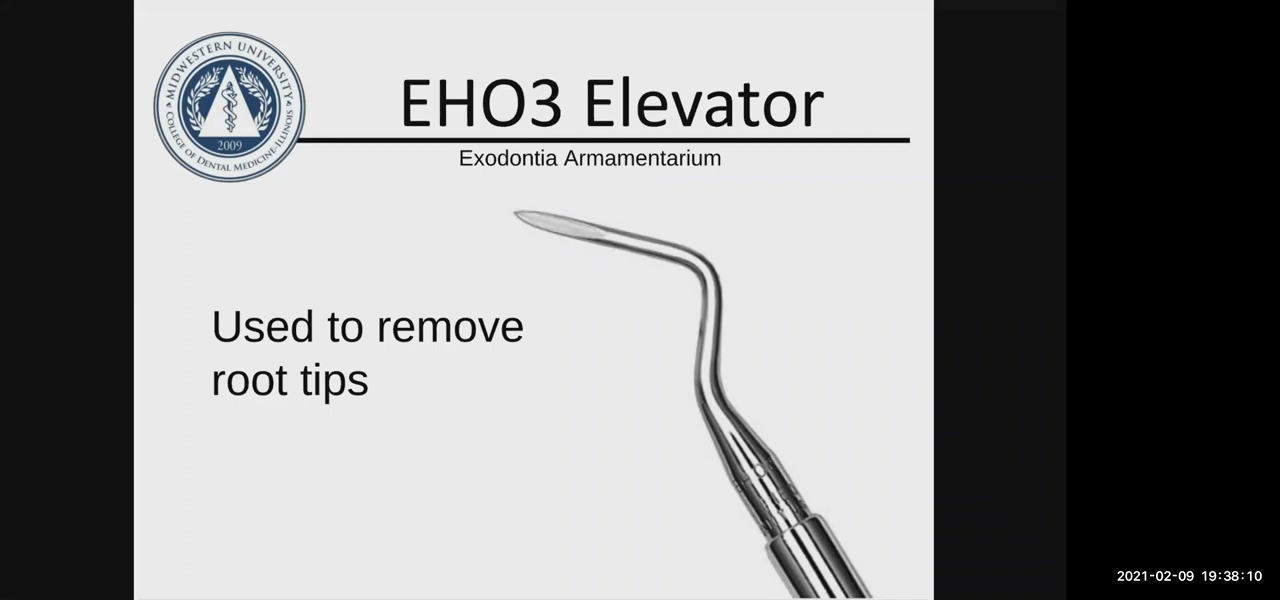 MIDWESTERN UNIVERSITY
COLLEGE OF DENTAL MEDICINE-ILLINOIS
2009
EHO3 Elevator
Exodontia Armamentarium
Used to remove
root tips
2021-02-09 19:38:10